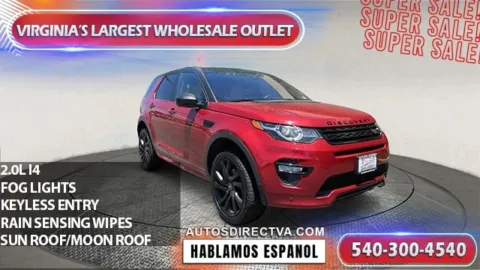 VIRGINIA'S LARGEST WHOLESALE OUTLET
SUPER SALE!
SUPER SALE!
SUPER SALE!
DISCOVERY
2.0L I4
FOG LIGHTS
KEYLESS ENTRY
RAIN SENSING WIPES
SUN ROOF/MOON ROOF
AUTOSDIRECTVA.COM
HABLAMOS ESPANOL
540-300-4540